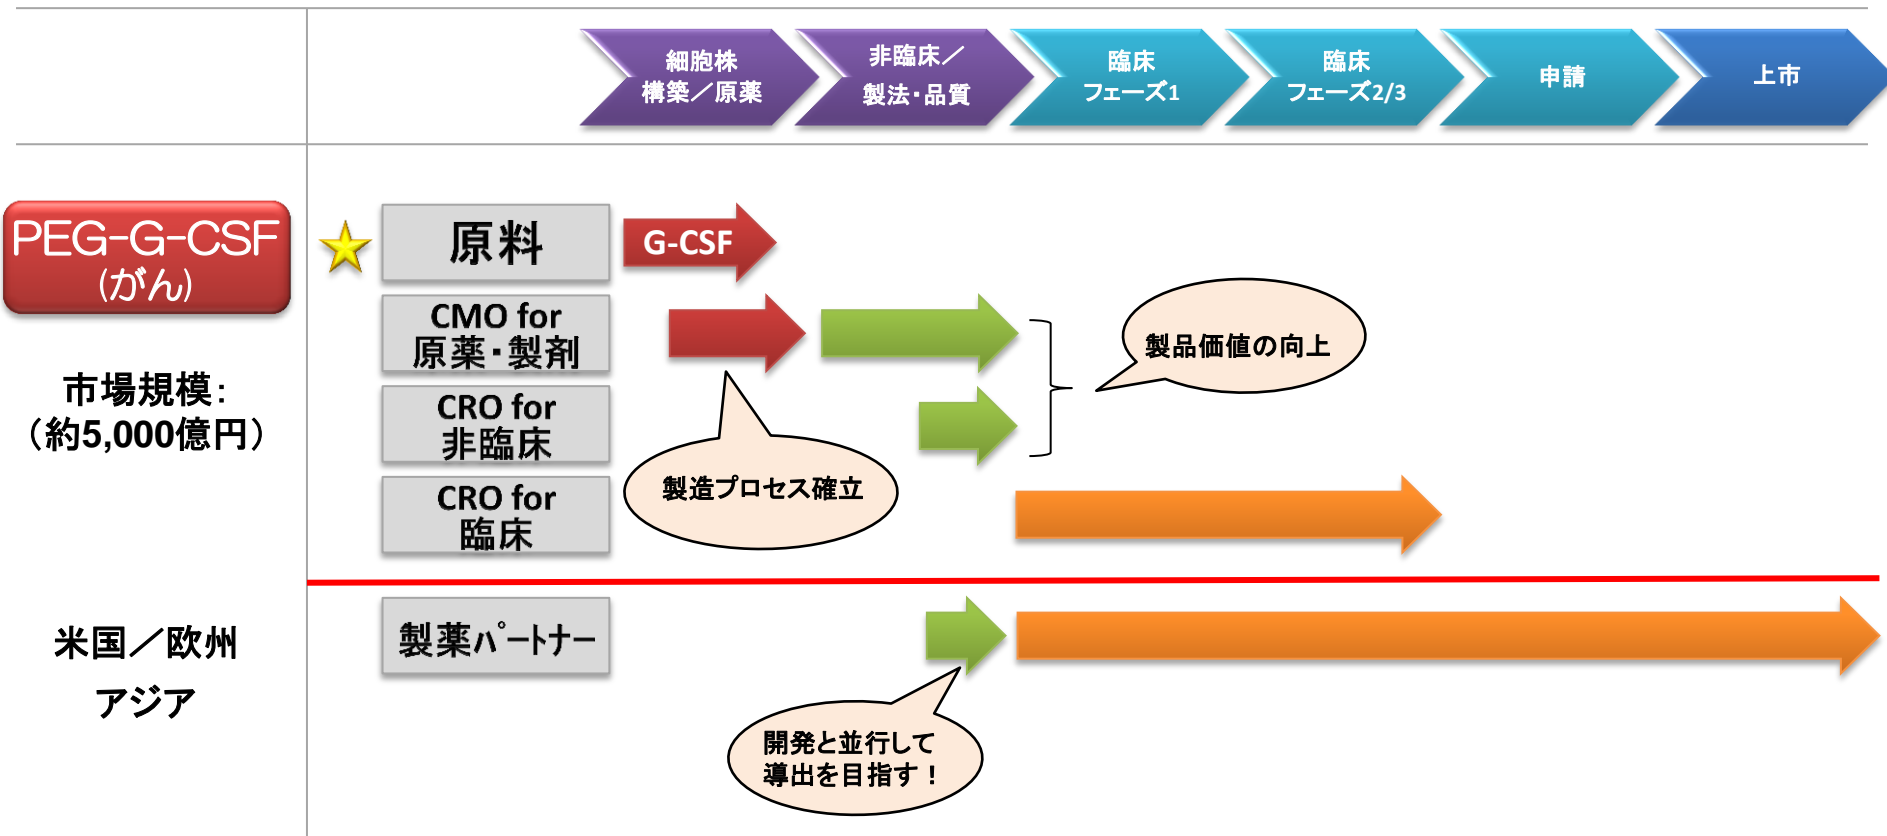 細胞株
構築／原薬
非臨床／
製法・品質
臨床
フェーズ1
臨床
フェーズ2/3
申請
上市
PEG-G-CSF
(がん)
市場規模：
（約5,000億円）
米国／欧州
アジア
原料
G-CSF
CMO for
原薬・製剤
製品価値の向上
CRO for
非臨床
製造プロセス確立
CRO for
臨床
製薬ﾊﾟｰﾄﾅｰ
開発と並行して
導出を目指す！